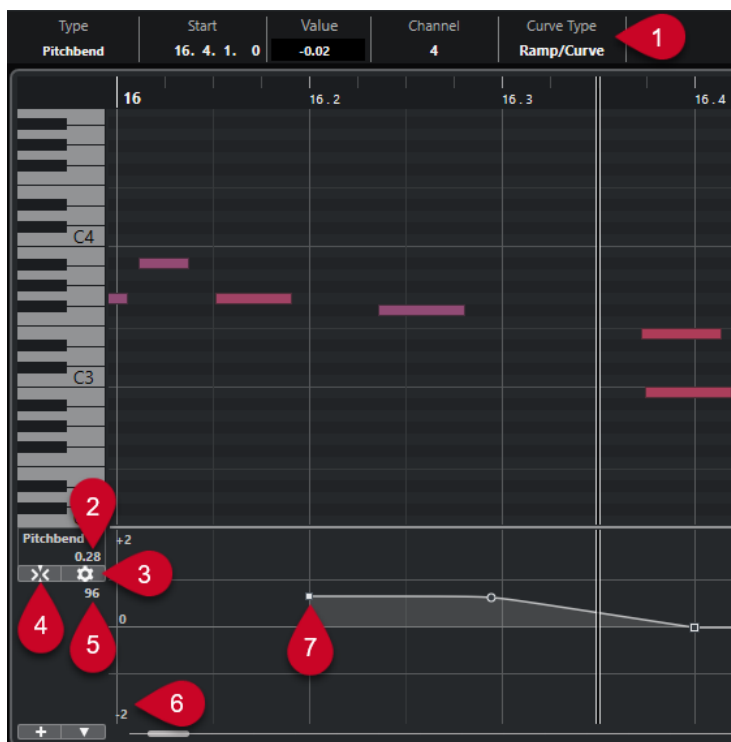 Type Start Value Channel Curve Type
Pitchbend 16. 4. 1. 0 -0.02 4 Ramp/Curve
1
16 16.2 16.3 16.4
C4
C3
2
Pitchbend +2
0.28
3
96
4 5 0 7
6
-2
+